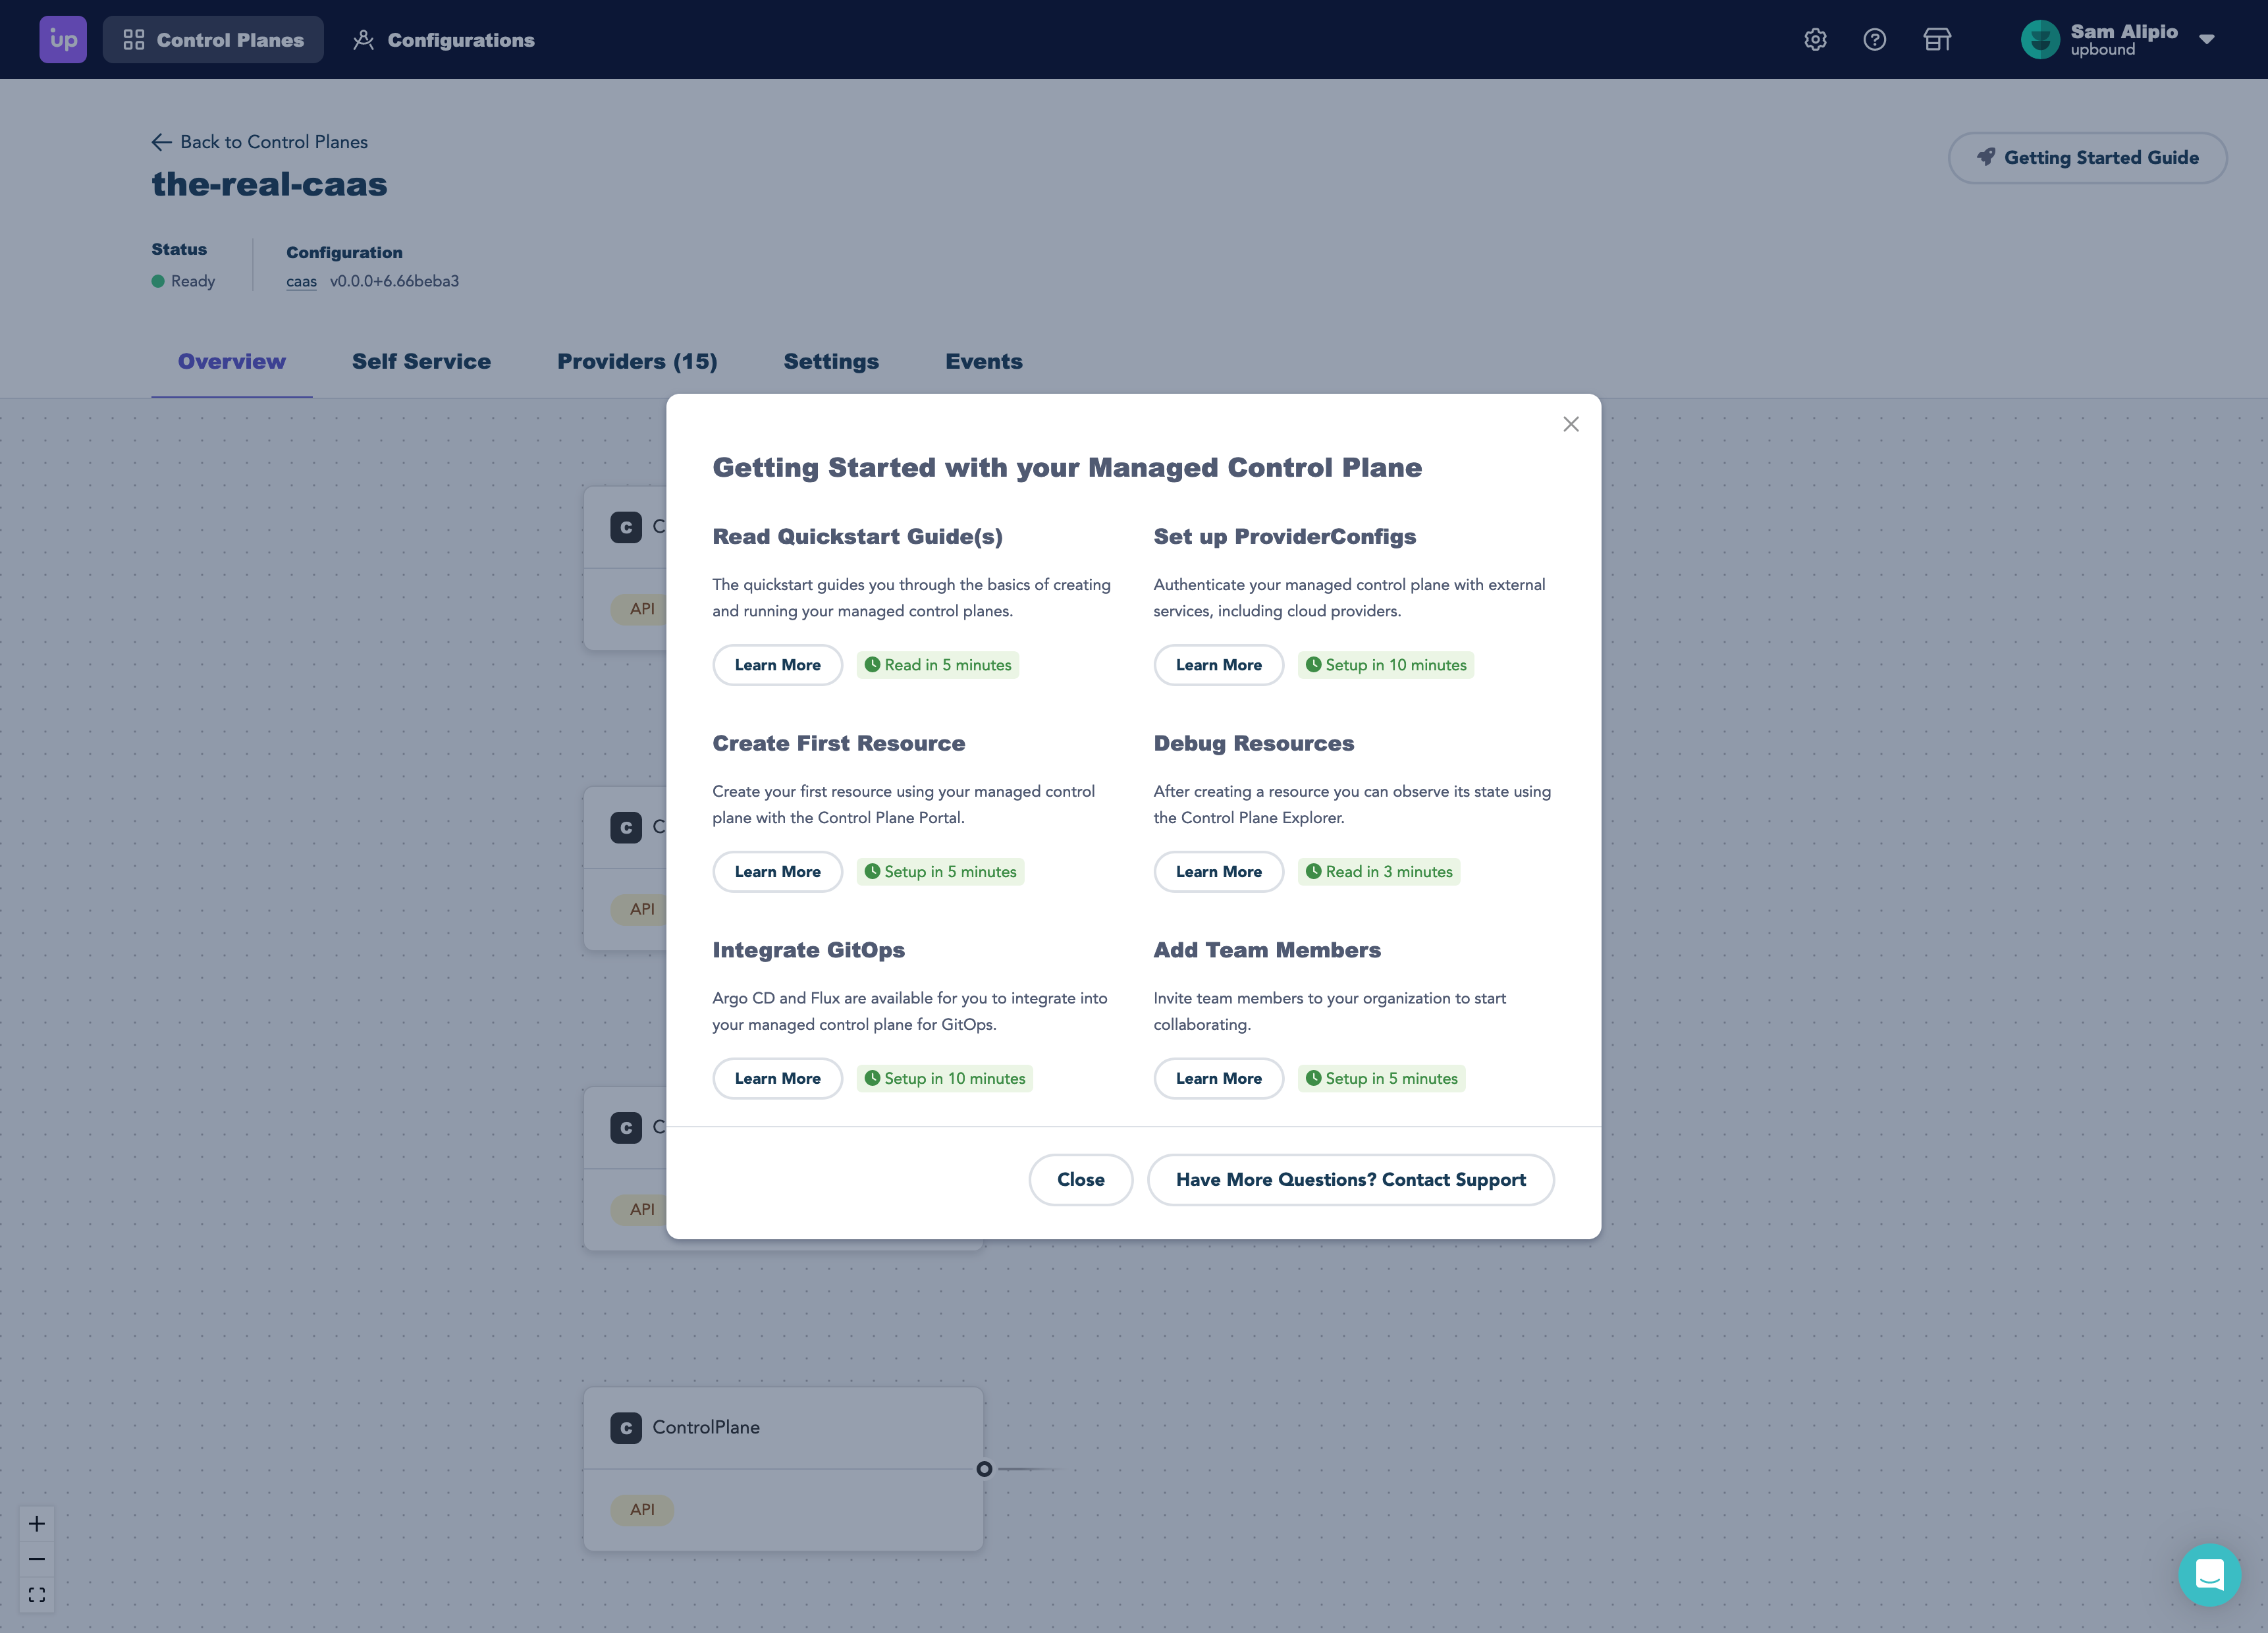 up
Control Planes
Configurations
Sam Alipio
upbound
Back to Control Planes
the-real-caas
Getting Started Guide
Status
Ready
Configuration
caas v0.0.0+6.66beba3
Overview
Self Service
Providers (15)
Settings
Events
C C
API
C C
API
C C
API
C ControlPlane
API
Getting Started with your Managed Control Plane
Read Quickstart Guide(s)
The quickstart guides you through the basics of creating
and running your managed control planes.
Learn More
Read in 5 minutes
Set up ProviderConfigs
Authenticate your managed control plane with external
services, including cloud providers.
Learn More
Setup in 10 minutes
Create First Resource
Create your first resource using your managed control
plane with the Control Plane Portal.
Learn More
Setup in 5 minutes
Debug Resources
After creating a resource you can observe its state using
the Control Plane Explorer.
Learn More
Read in 3 minutes
Integrate GitOps
Argo CD and Flux are available for you to integrate into
your managed control plane for GitOps.
Learn More
Setup in 10 minutes
Add Team Members
Invite team members to your organization to start
collaborating.
Learn More
Setup in 5 minutes
Close
Have More Questions? Contact Support